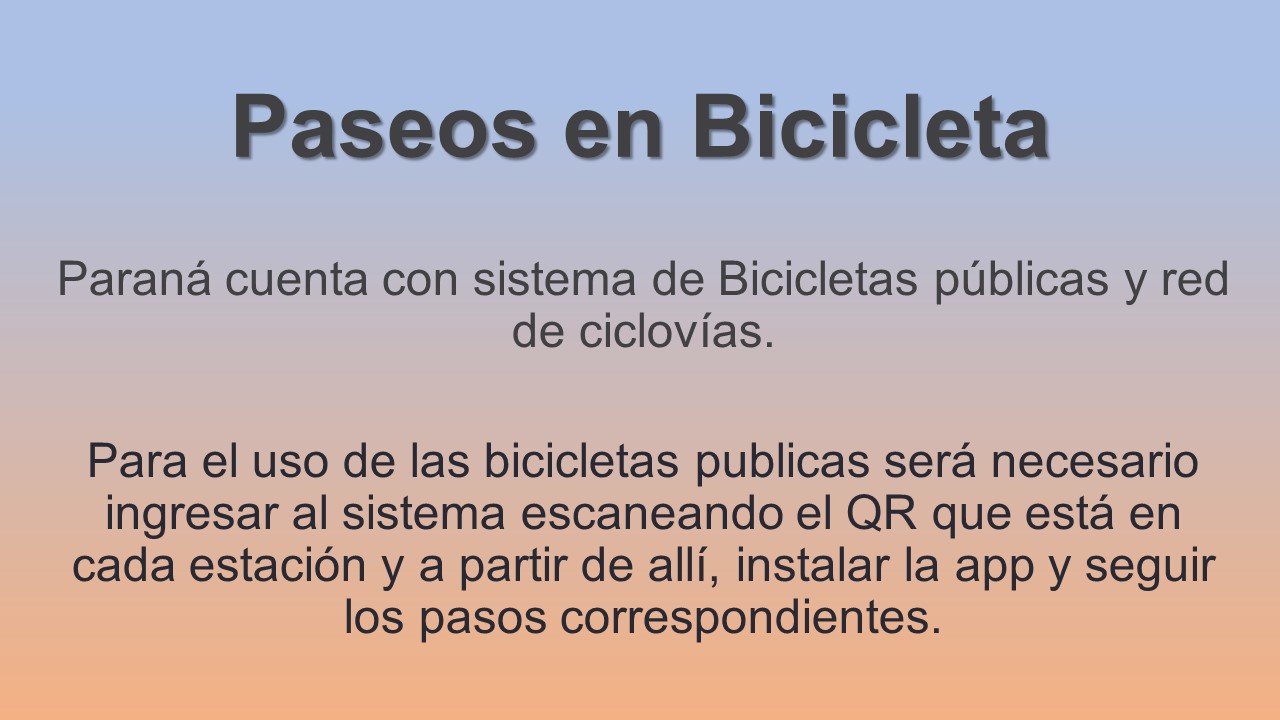 Paseos en Bicicleta
Paraná cuenta con sistema de Bicicletas públicas y red
de ciclovías.
Para el uso de las bicicletas publicas será necesario
ingresar al sistema escaneando el QR que está en
cada estación y a partir de allí, instalar la app y seguir
los pasos correspondientes.